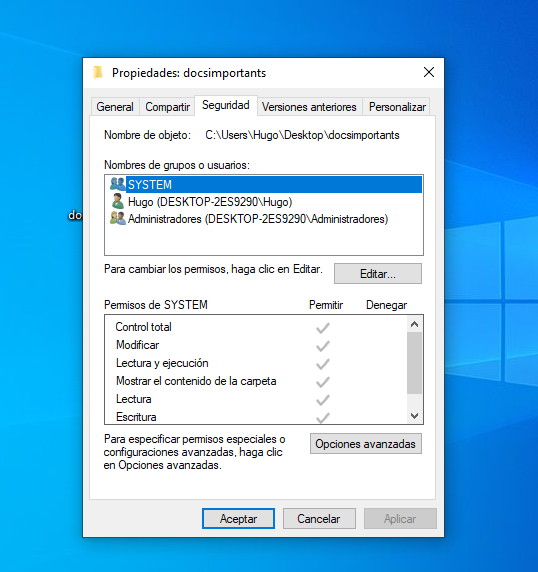 Propiedades: docsimportants
General
Compartir
Seguridad
Versiones anteriores
Personalizar
Nombre de objeto: C:\Users\Hugo\Desktop\docsimportants
Nombres de grupos o usuarios:
SYSTEM
do
Hugo (DESKTOP-2ES9290\Hugo)
Administradores (DESKTOP-2ES9290\Administradores)
Para cambiar los permisos, haga clic en Editar.
Editar...
Permisos de SYSTEM
Permitir
Denegar
Control total
Modificar
Lectura y ejecución
Mostrar el contenido de la carpeta
Lectura
Escritura
Para especificar permisos especiales o
configuraciones avanzadas, haga clic
en Opciones avanzadas.
Opciones avanzadas
Aceptar
Cancelar
Aplicar